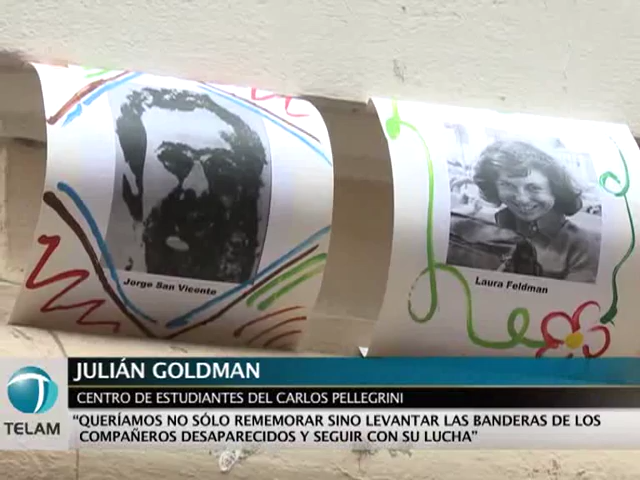 Jorge San Vicente
Laura Feldman
JULIÁN GOLDMAN
CENTRO DE ESTUDIANTES DEL CARLOS PELLEGRINI
TELAM
“QUERÍAMOS NO SÓLO REMEMORAR SINO LEVANTAR LAS BANDERAS DE LOS
COMPAÑEROS DESAPARECIDOS Y SEGUIR CON SU LUCHA”